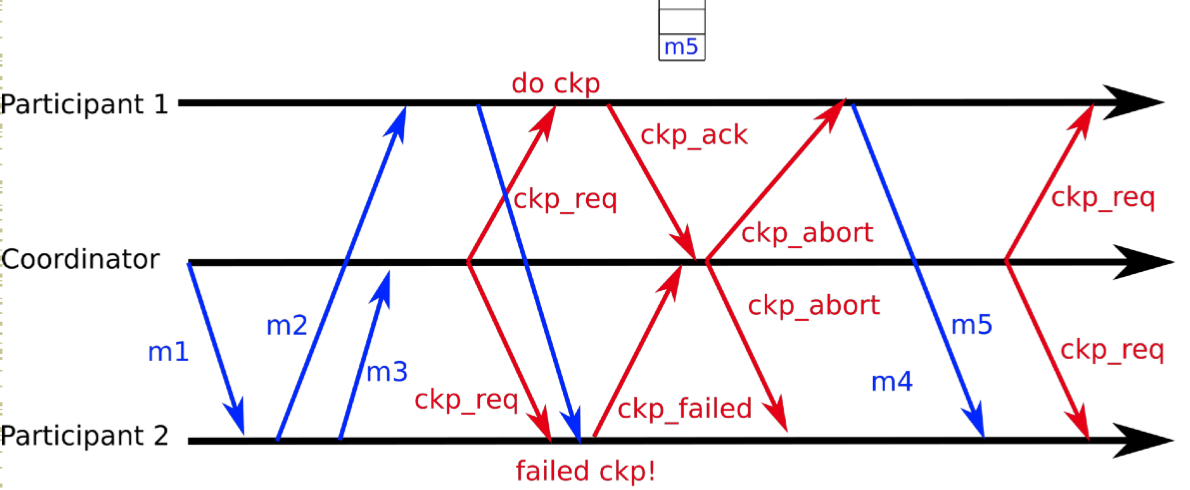 m5
do ckp
Participant 1
ckp_ack
ckp_req
ckp_req
ckp_abort
Coordinator
ckp_abort
m2
m5
m1
m3
ckp_req
m4
ckp_req
ckp_failed
Participant 2
failed ckp!